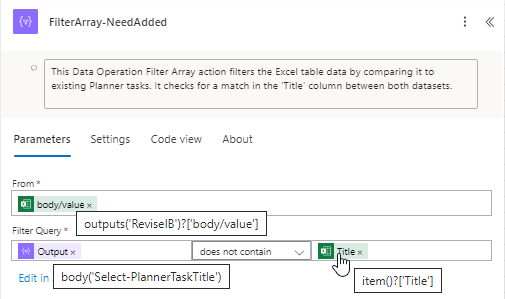 FilterArray-NeedAdded
This Data Operation Filter Array action filters the Excel table data by comparing it to
existing Planner tasks. It checks for a match in the 'Title' column between both datasets.
Parameters Settings Code view About
From *
body/value ×
outputs('ReviseIB')?['body/value']
Filter Query *
Output × does not contain Title ×
Edit in body('Select-PlannerTaskTitle') item()?['Title']